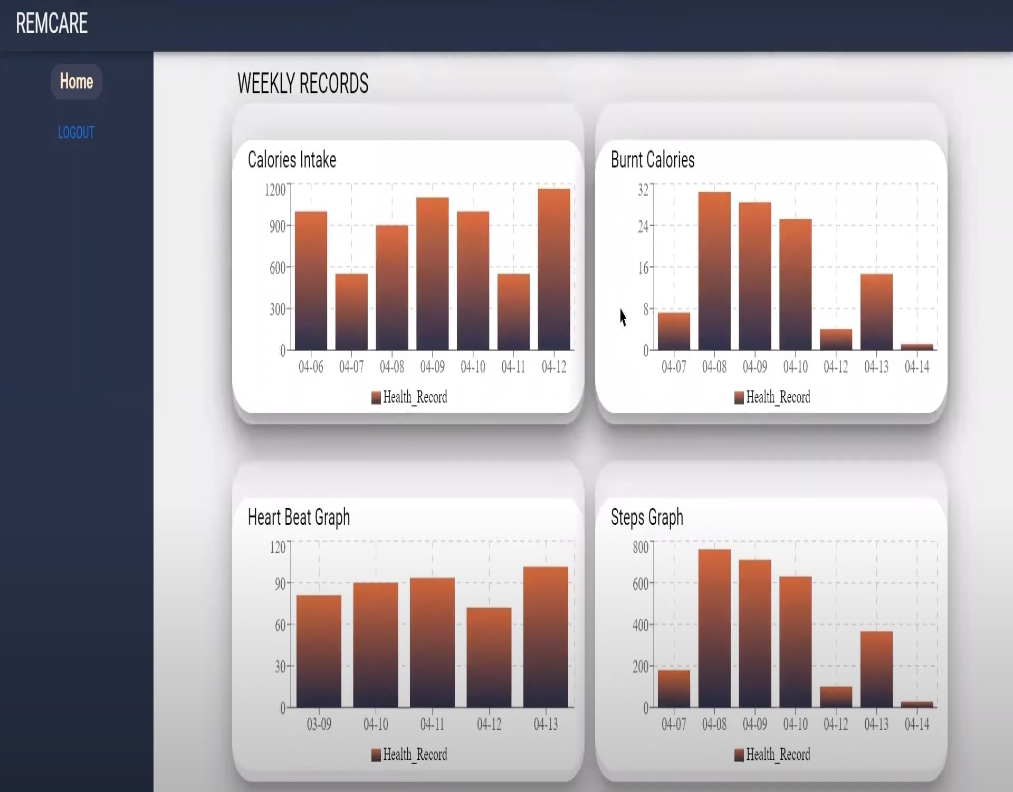 REMCARE
Home
LOGOUT
WEEKLY RECORDS
Calories Intake
1200
900
600
300
0
04-06 04-07 04-08 04-09 04-10 04-11 04-12
Health_Record
Burnt Calories
32
24
16
8
0
04-07 04-08 04-09 04-10 04-12 04-13 04-14
Health_Record
Heart Beat Graph
120
90
60
30
0
03-09 04-10 04-11 04-12 04-13
Health_Record
Steps Graph
800
600
400
200
0
04-07 04-08 04-09 04-10 04-12 04-13 04-14
Health_Record